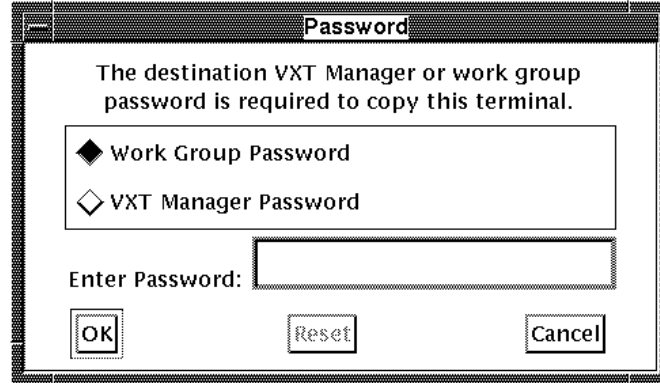 Password
The destination VXT Manager or work group
password is required to copy this terminal.
Work Group Password
VXT Manager Password
Enter Password:
OK Reset Cancel